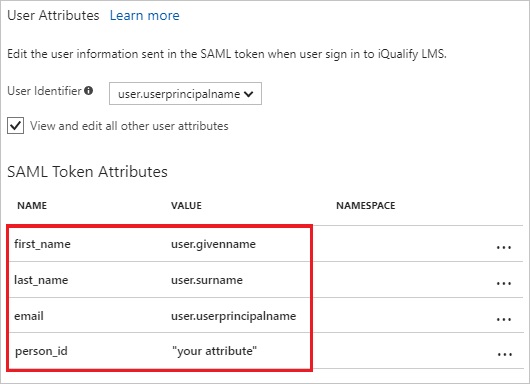 User Attributes Learn more
Edit the user information sent in the SAML token when user sign in to iQualify LMS.
User Identifier user.userprincipalname
View and edit all other user attributes
SAML Token Attributes
NAME VALUE NAMESPACE
first_name user.givenname ...
last_name user.surname ...
email user.userprincipalname ...
person_id "your attribute" ...